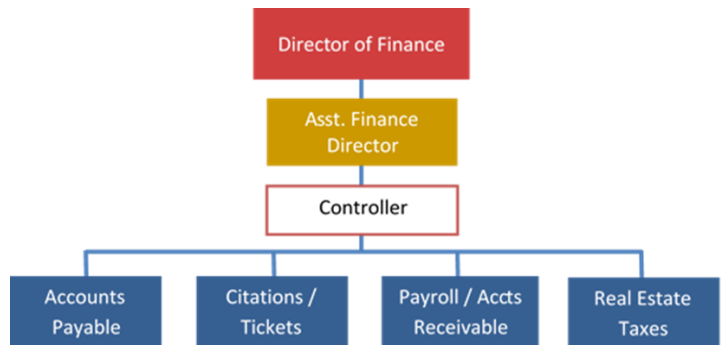 Director of Finance
Asst. Finance
Director
Controller
Accounts
Payable
Citations /
Tickets
Payroll / Accts
Receivable
Real Estate
Taxes